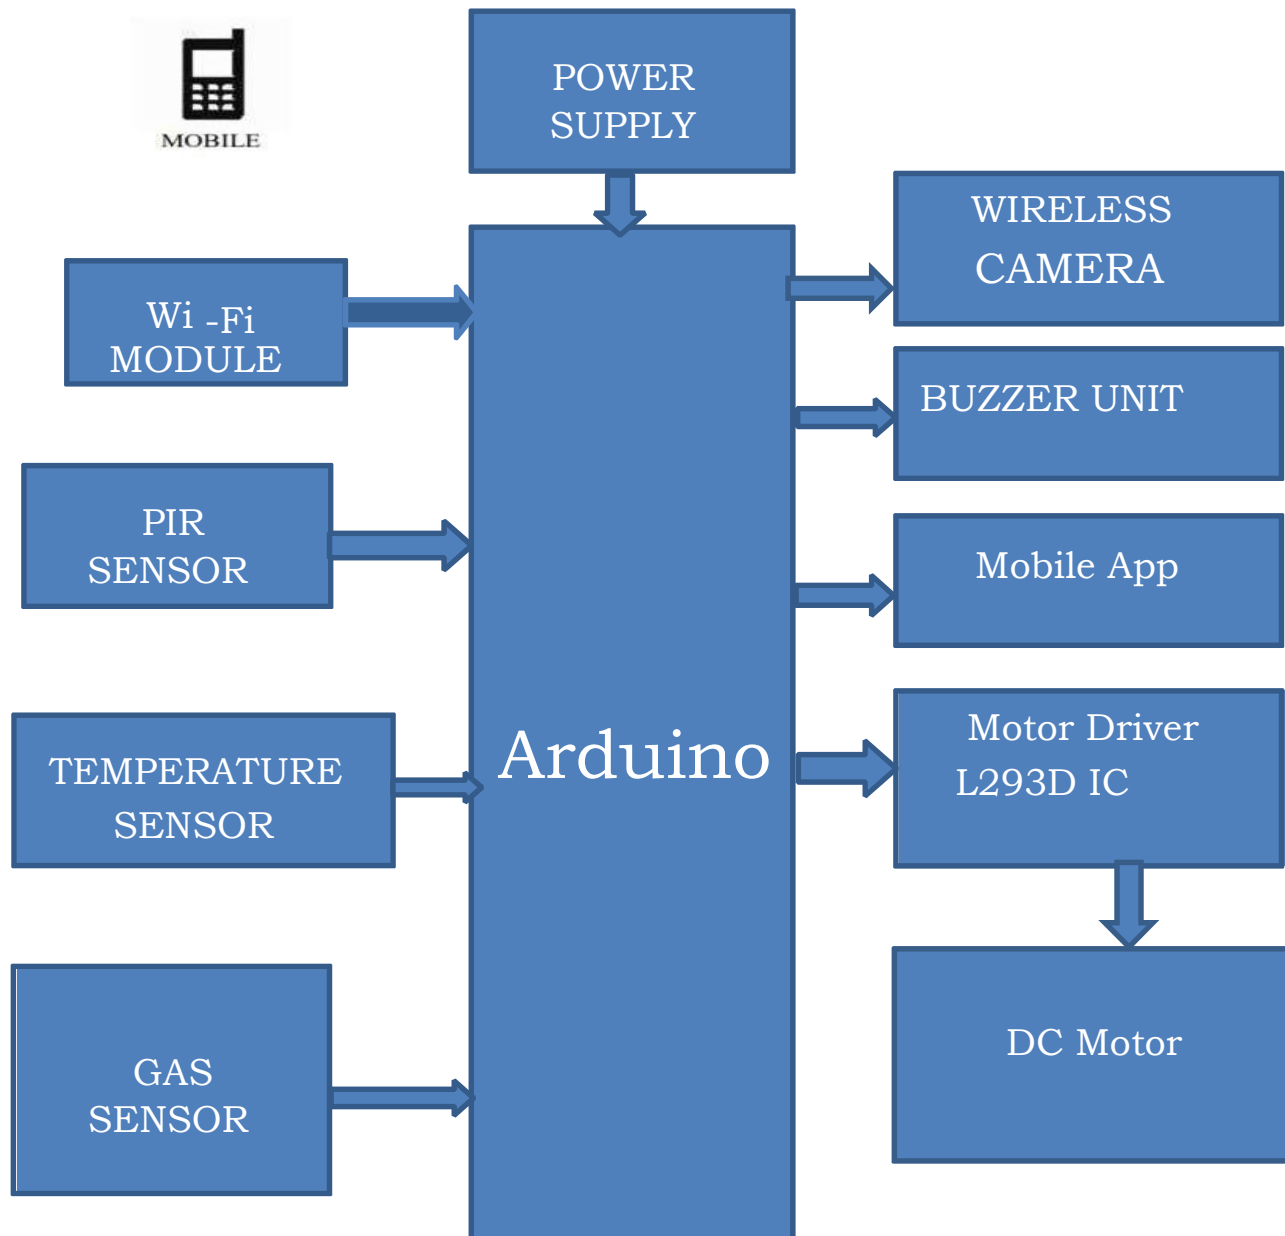 MOBILE
POWER
SUPPLY
WIRELESS
CAMERA
Wi -Fi
MODULE
BUZZER UNIT
PIR
SENSOR
Mobile App
Arduino
TEMPERATURE
SENSOR
Motor Driver
L293D IC
GAS
SENSOR
DC Motor